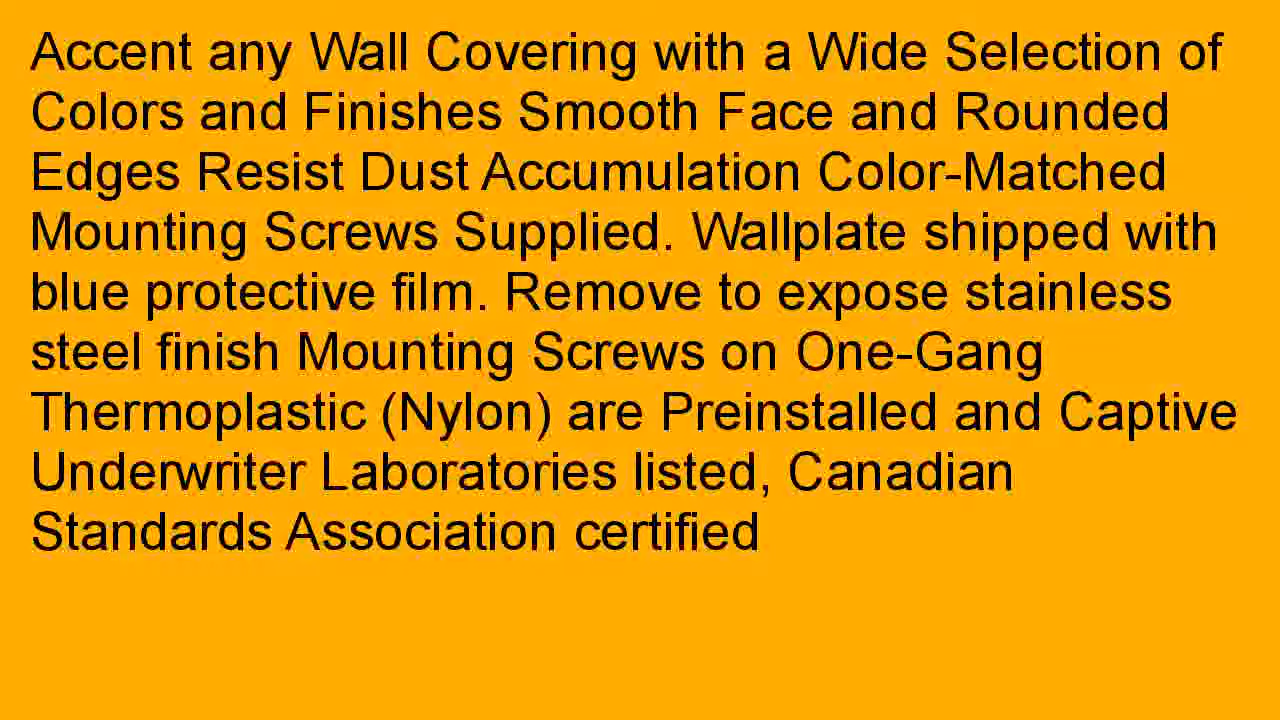 Accent any Wall Covering with a Wide Selection of
Colors and Finishes Smooth Face and Rounded
Edges Resist Dust Accumulation Color-Matched
Mounting Screws Supplied. Wallplate shipped with
blue protective film. Remove to expose stainless
steel finish Mounting Screws on One-Gang
Thermoplastic (Nylon) are Preinstalled and Captive
Underwriter Laboratories listed, Canadian
Standards Association certified